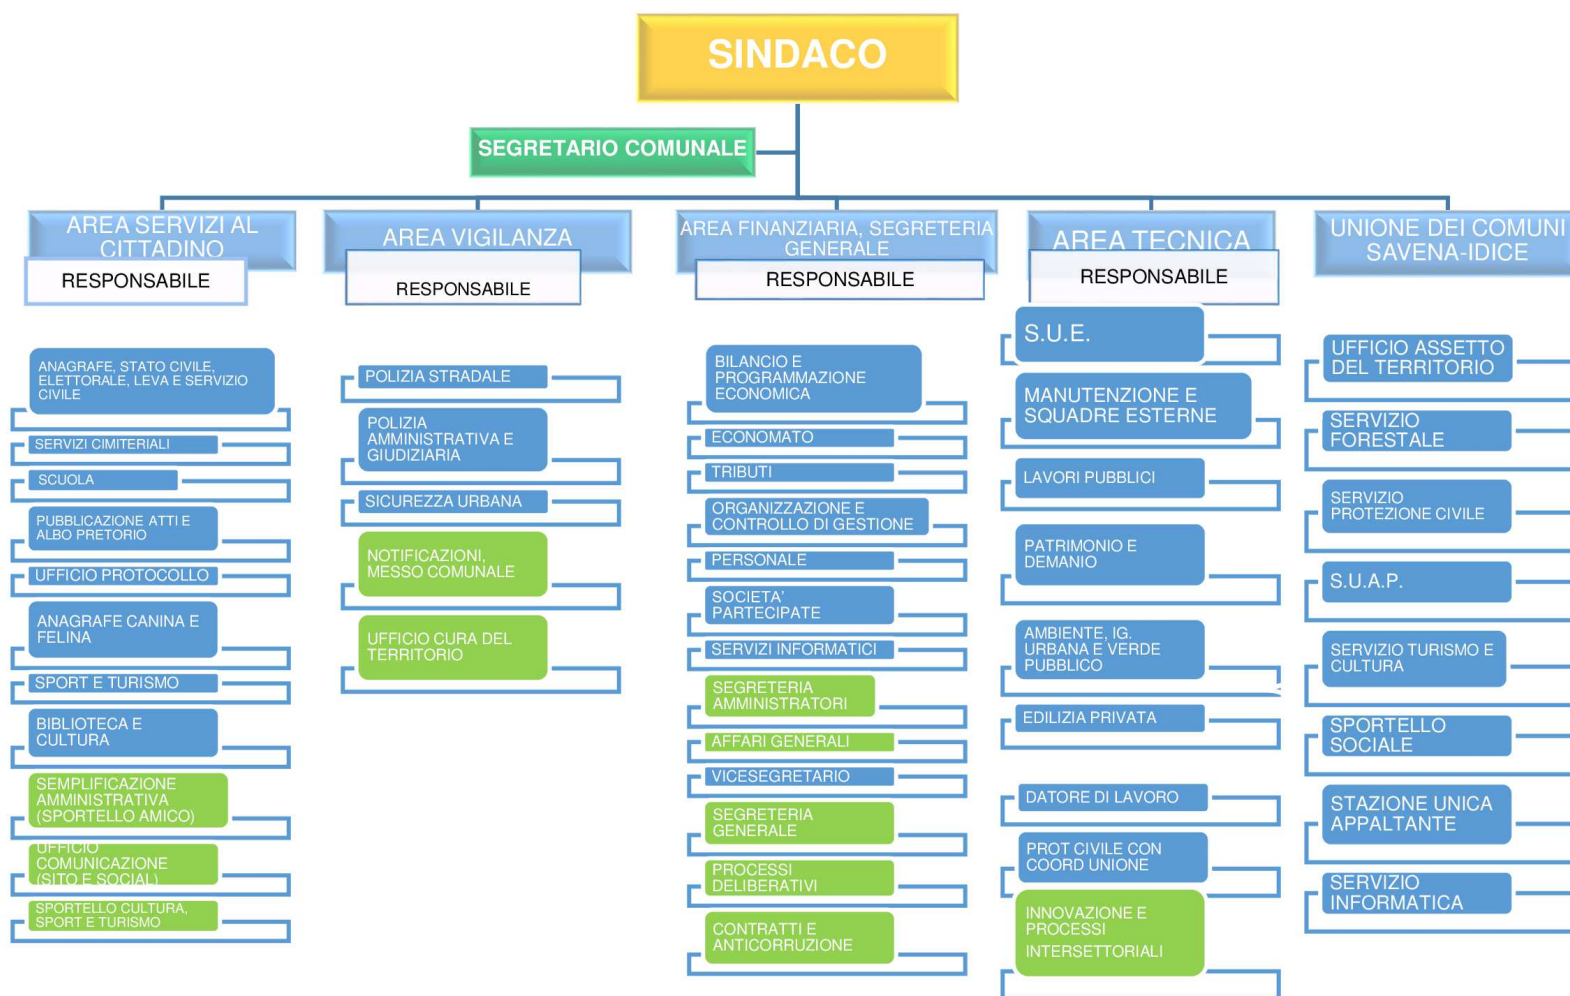 SINDACO
SEGRETARIO COMUNALE
AREA SERVIZI AL
CITTADINO
RESPONSABILE
ANAGRAFE, STATO CIVILE,
ELETTORALE, LEVA E SERVIZIO
CIVILE
SERVIZI CIMITERIALI
SCUOLA
PUBBLICAZIONE ATTI E
ALBO PRETORIO
UFFICIO PROTOCOLLO
ANAGRAFE CANINA E
FELINA
SPORT E TURISMO
BIBLIOTECA E
CULTURA
SEMPLIFICAZIONE
AMMINISTRATIVA
(SPORTELLO AMICO)
UFFICIO
COMUNICAZIONE
(SITO E SOCIAL)
SPORTELLO CULTURA,
SPORT E TURISMO
AREA VIGILANZA
RESPONSABILE
POLIZIA STRADALE
POLIZIA
AMMINISTRATIVA E
GIUDIZIARIA
SICUREZZA URBANA
NOTIFICAZIONI,
MESSO COMUNALE
UFFICIO CURA DEL
TERRITORIO
AREA FINANZIARIA, SEGRETERIA
GENERALE
RESPONSABILE
BILANCIO E
PROGRAMMAZIONE
ECONOMICA
ECONOMATO
TRIBUTI
ORGANIZZAZIONE E
CONTROLLO DI GESTIONE
PERSONALE
SOCIETA'
PARTECIPATE
SERVIZI INFORMATICI
SEGRETERIA
AMMINISTRATORI
AFFARI GENERALI
VICESEGRETARIO
SEGRETERIA
GENERALE
PROCESSI
DELIBERATIVI
CONTRATTI E
ANTICORRUZIONE
AREA TECNICA
RESPONSABILE
S.U.E.
MANUTENZIONE E
SQUADRE ESTERNE
LAVORI PUBBLICI
PATRIMONIO E
DEMANIO
AMBIENTE, IG.
URBANA E VERDE
PUBBLICO
EDILIZIA PRIVATA
DATORE DI LAVORO
PROT CIVILE CON
COORD UNIONE
INNOVAZIONE E
PROCESSI
INTERSETTORIALI
UNIONE DEI COMUNI
SAVENA-IDICE
UFFICIO ASSETTO
DEL TERRITORIO
SERVIZIO
FORESTALE
SERVIZIO
PROTEZIONE CIVILE
S.U.A.P.
SERVIZIO TURISMO E
CULTURA
SPORTELLO
SOCIALE
STAZIONE UNICA
APPALTANTE
SERVIZIO
INFORMATICA